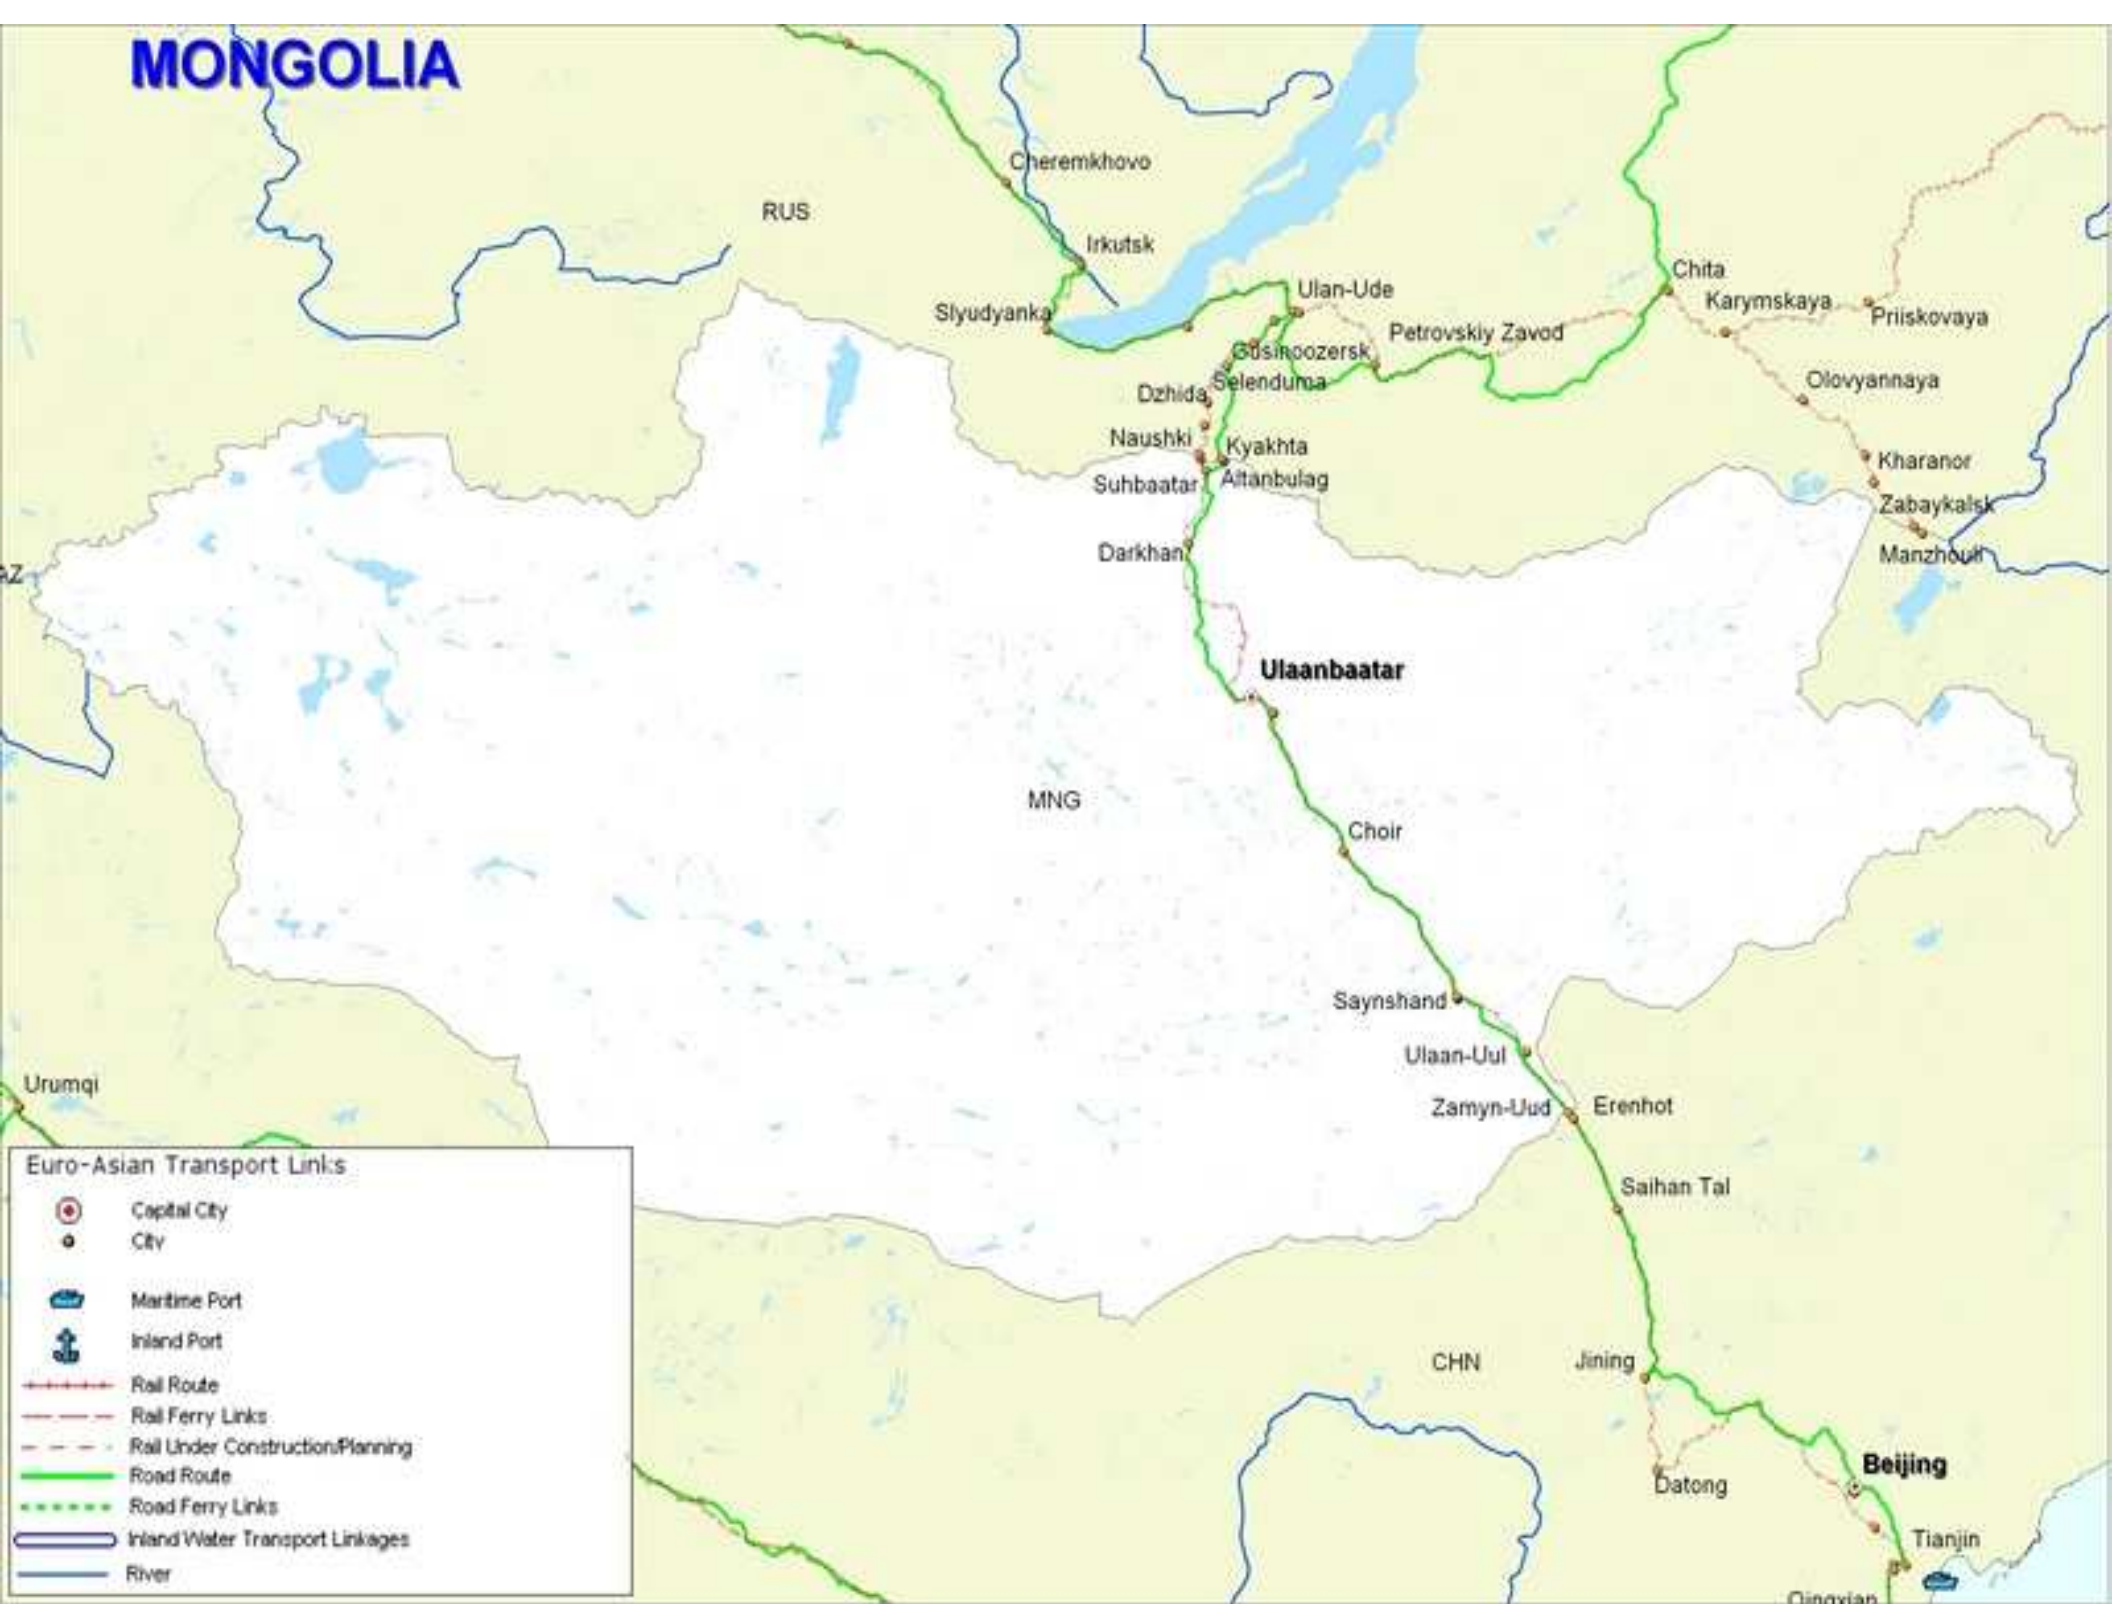 MONGOLIA
Cheremkhovo
RUS
Irkutsk
Chita
Ulan-Ude
Karymskaya
Slyudyanka
Priiskovaya
Petrovskiy Zavod
Gusinoozersk
Selenduma
Olovyannaya
Dzhida
Naushki
Kyakhta
Kharanor
Suhbaatar
Altanbulag
Zabaykalsk
Darkhan
Manzhouli
AZ
Ulaanbaatar
MNG
Choir
Saynshand
Ulaan-Uul
Urumqi
Zamyn-Uud
Erenhot
Saihan Tal
CHN
Jining
Beijing
Datong
Tianjin
Qingxian
Euro-Asian Transport Links
Capital City
City
Maritime Port
Inland Port
Rail Route
Rail Ferry Links
Rail Under Construction/Planning
Road Route
Road Ferry Links
Inland Water Transport Linkages
River